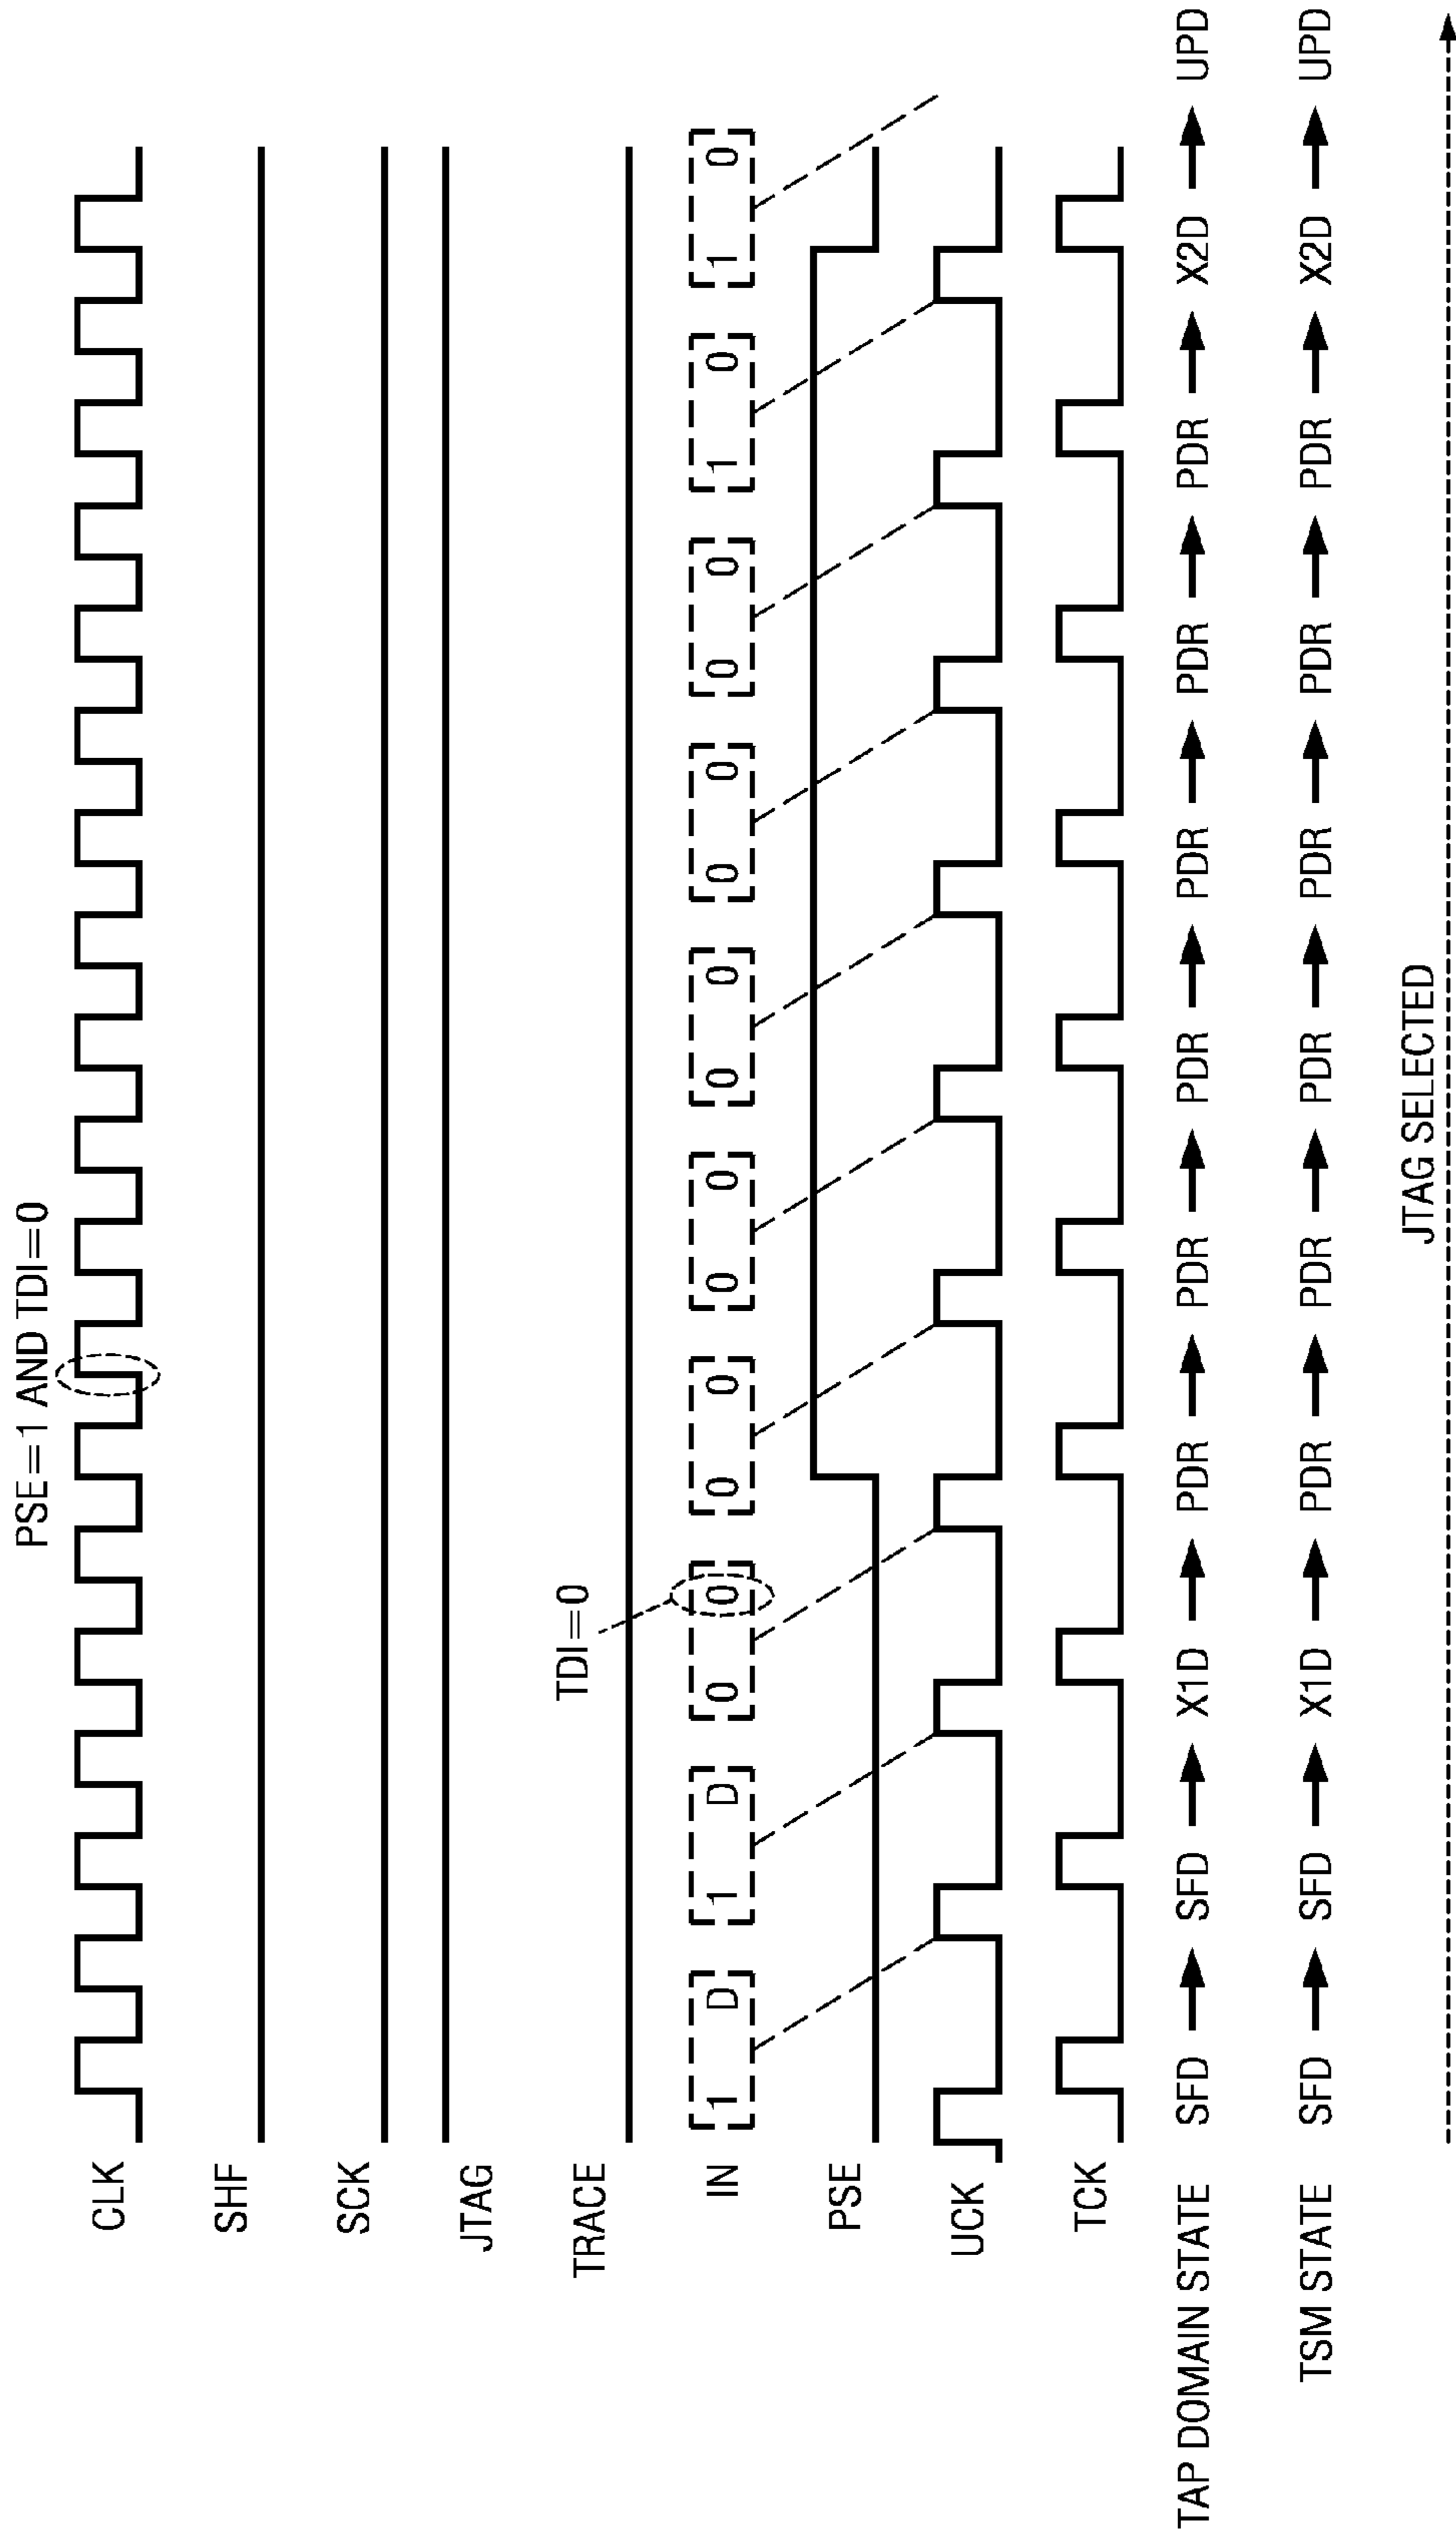 PSE=1 AND TDI=0
CLK
SHF
SCK
JTAG
TRACE
TDI=0
IN 1 D 1 D 0 0 0 0 0 0 0 0 0 0 0 0 1 0 1 0
PSE
UCK
TCK
TAP DOMAIN STATE SFD SFD X1D PDR PDR PDR PDR PDR PDR X2D UPD
TSM STATE SFD SFD X1D PDR PDR PDR PDR PDR PDR X2D UPD
JTAG SELECTED